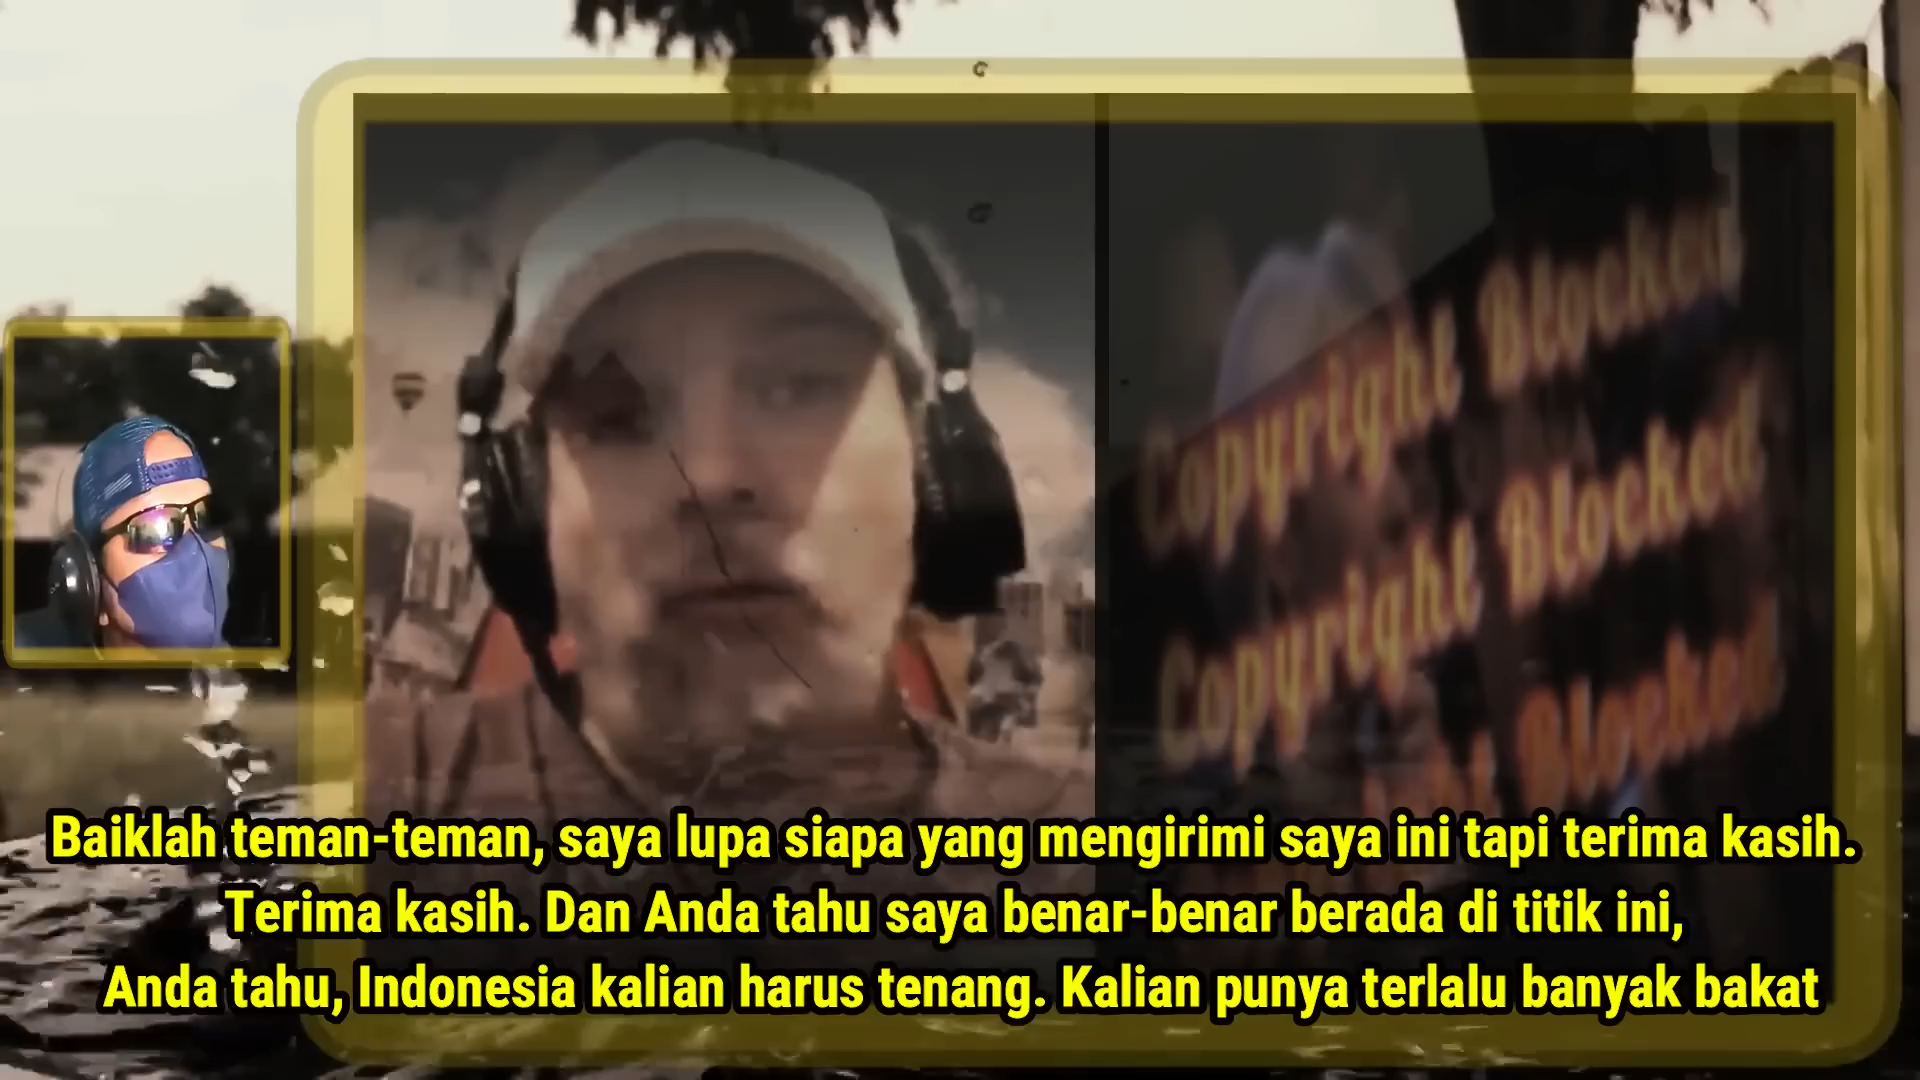 Copyright Blocked
Copyright Blocked
Blocked
Baiklah teman-teman, saya lupa siapa yang mengirimi saya ini tapi terima kasih.
Terima kasih. Dan Anda tahu saya benar-benar berada di titik ini,
Anda tahu, Indonesia kalian harus tenang. Kalian punya terlalu banyak bakat